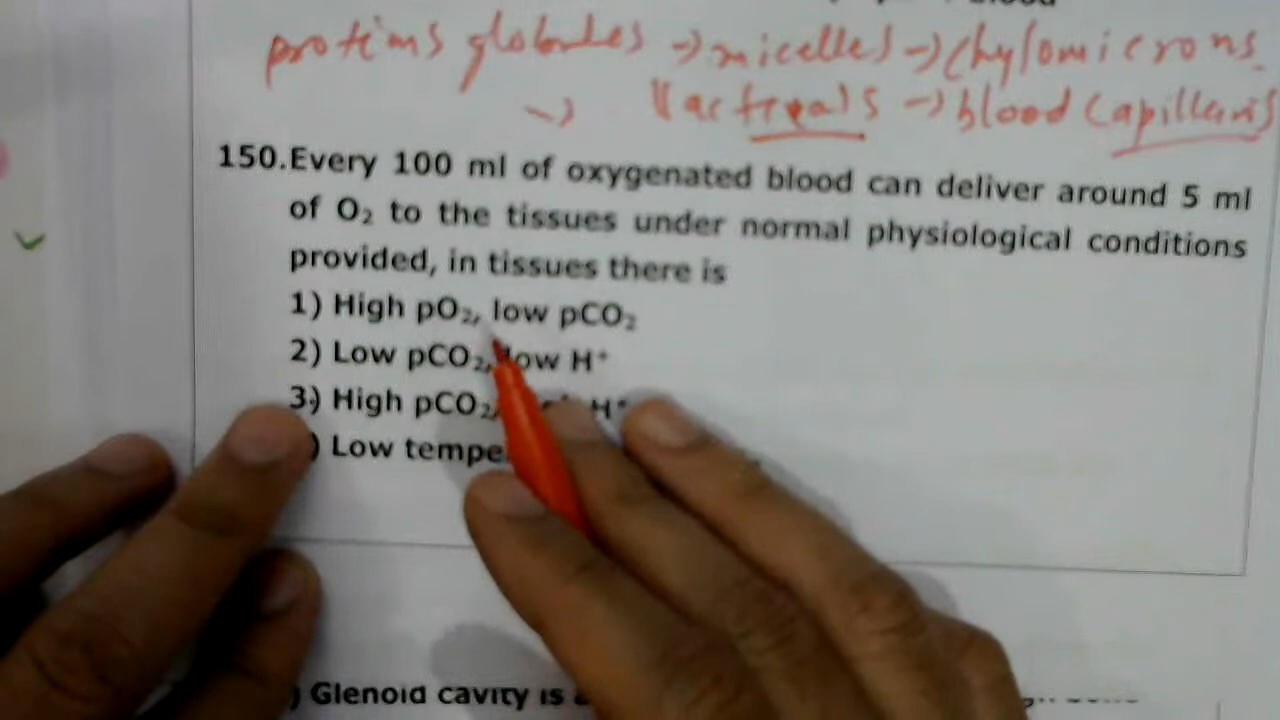 protims globules → micelles → chylomicrons.
→ lacteals → blood capillaris
150.Every 100 ml of oxygenated blood can deliver around 5 ml
of O₂ to the tissues under normal physiological conditions
provided, in tissues there is
1) High pO₂, low pCO₂
2) Low pCO₂, low H⁺
3) High pCO₂, H⁺
) Low tempe
) Glenoid cavity is